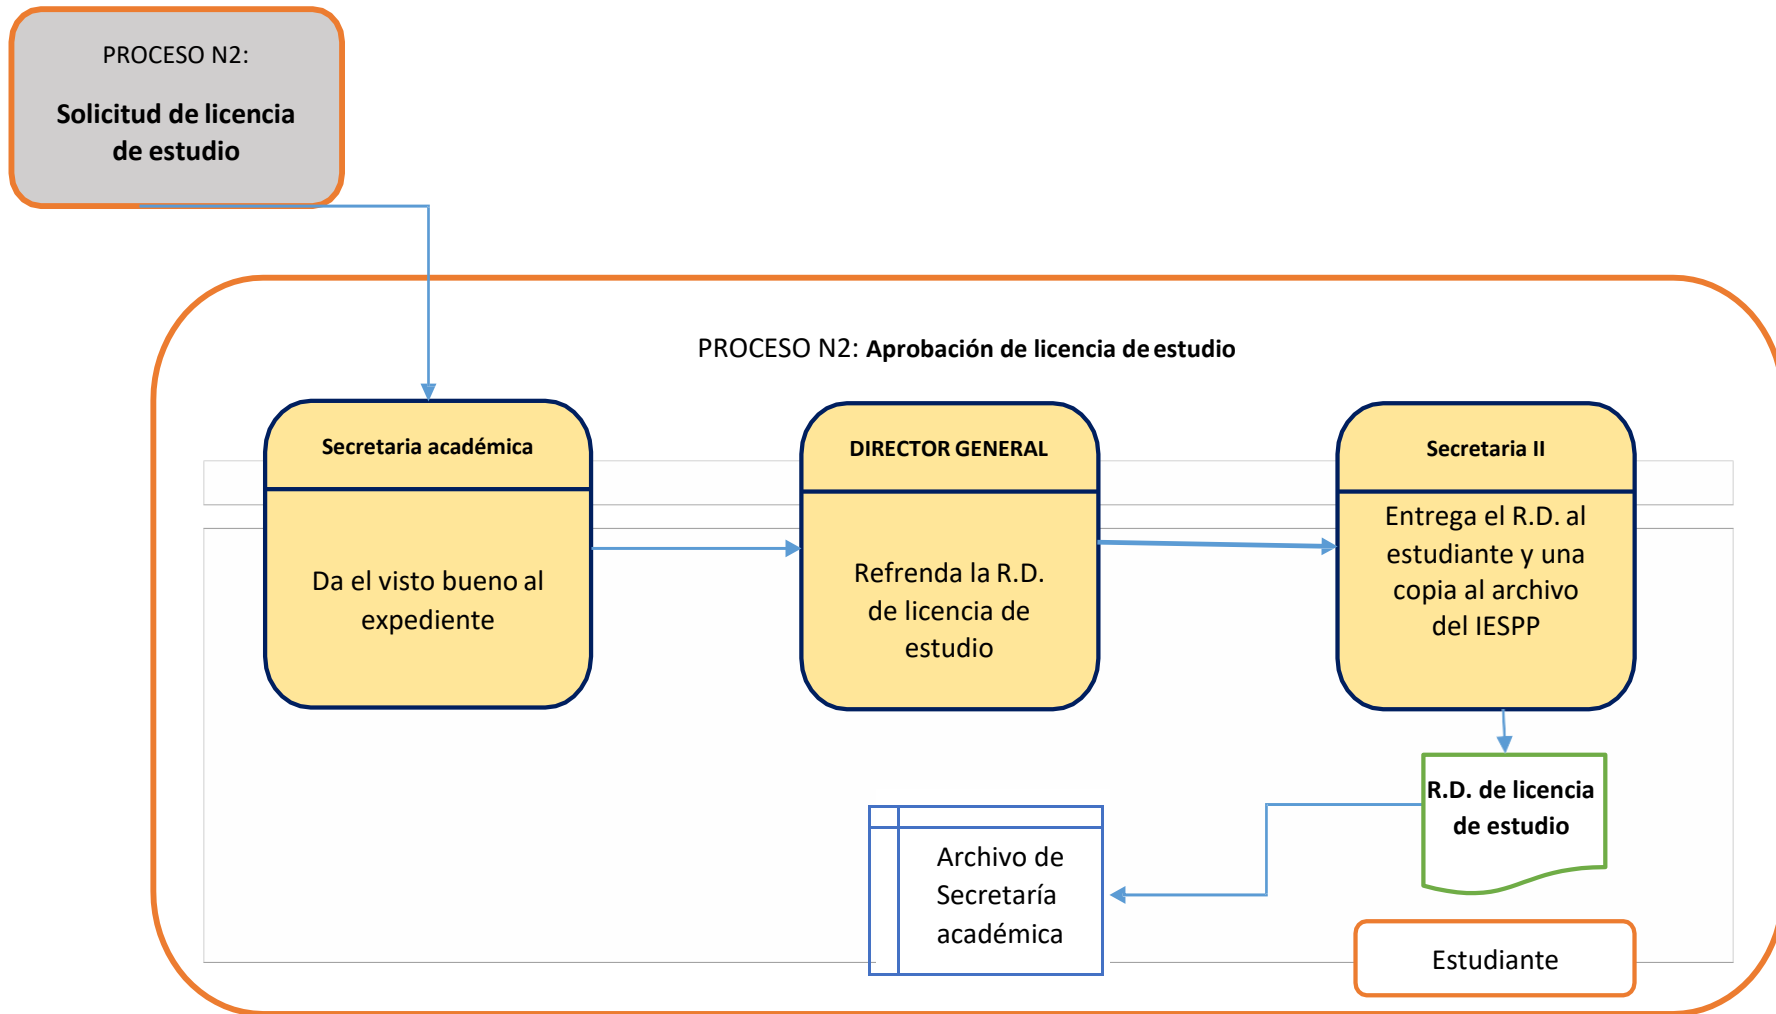 PROCESO N2:
Solicitud de licencia
de estudio
PROCESO N2: Aprobación de licencia de estudio
Secretaria académica
Da el visto bueno al
expediente
DIRECTOR GENERAL
Refrenda la R.D.
de licencia de
estudio
Secretaria II
Entrega el R.D. al
estudiante y una
copia al archivo
del IESPP
R.D. de licencia
de estudio
Archivo de
Secretaría
académica
Estudiante